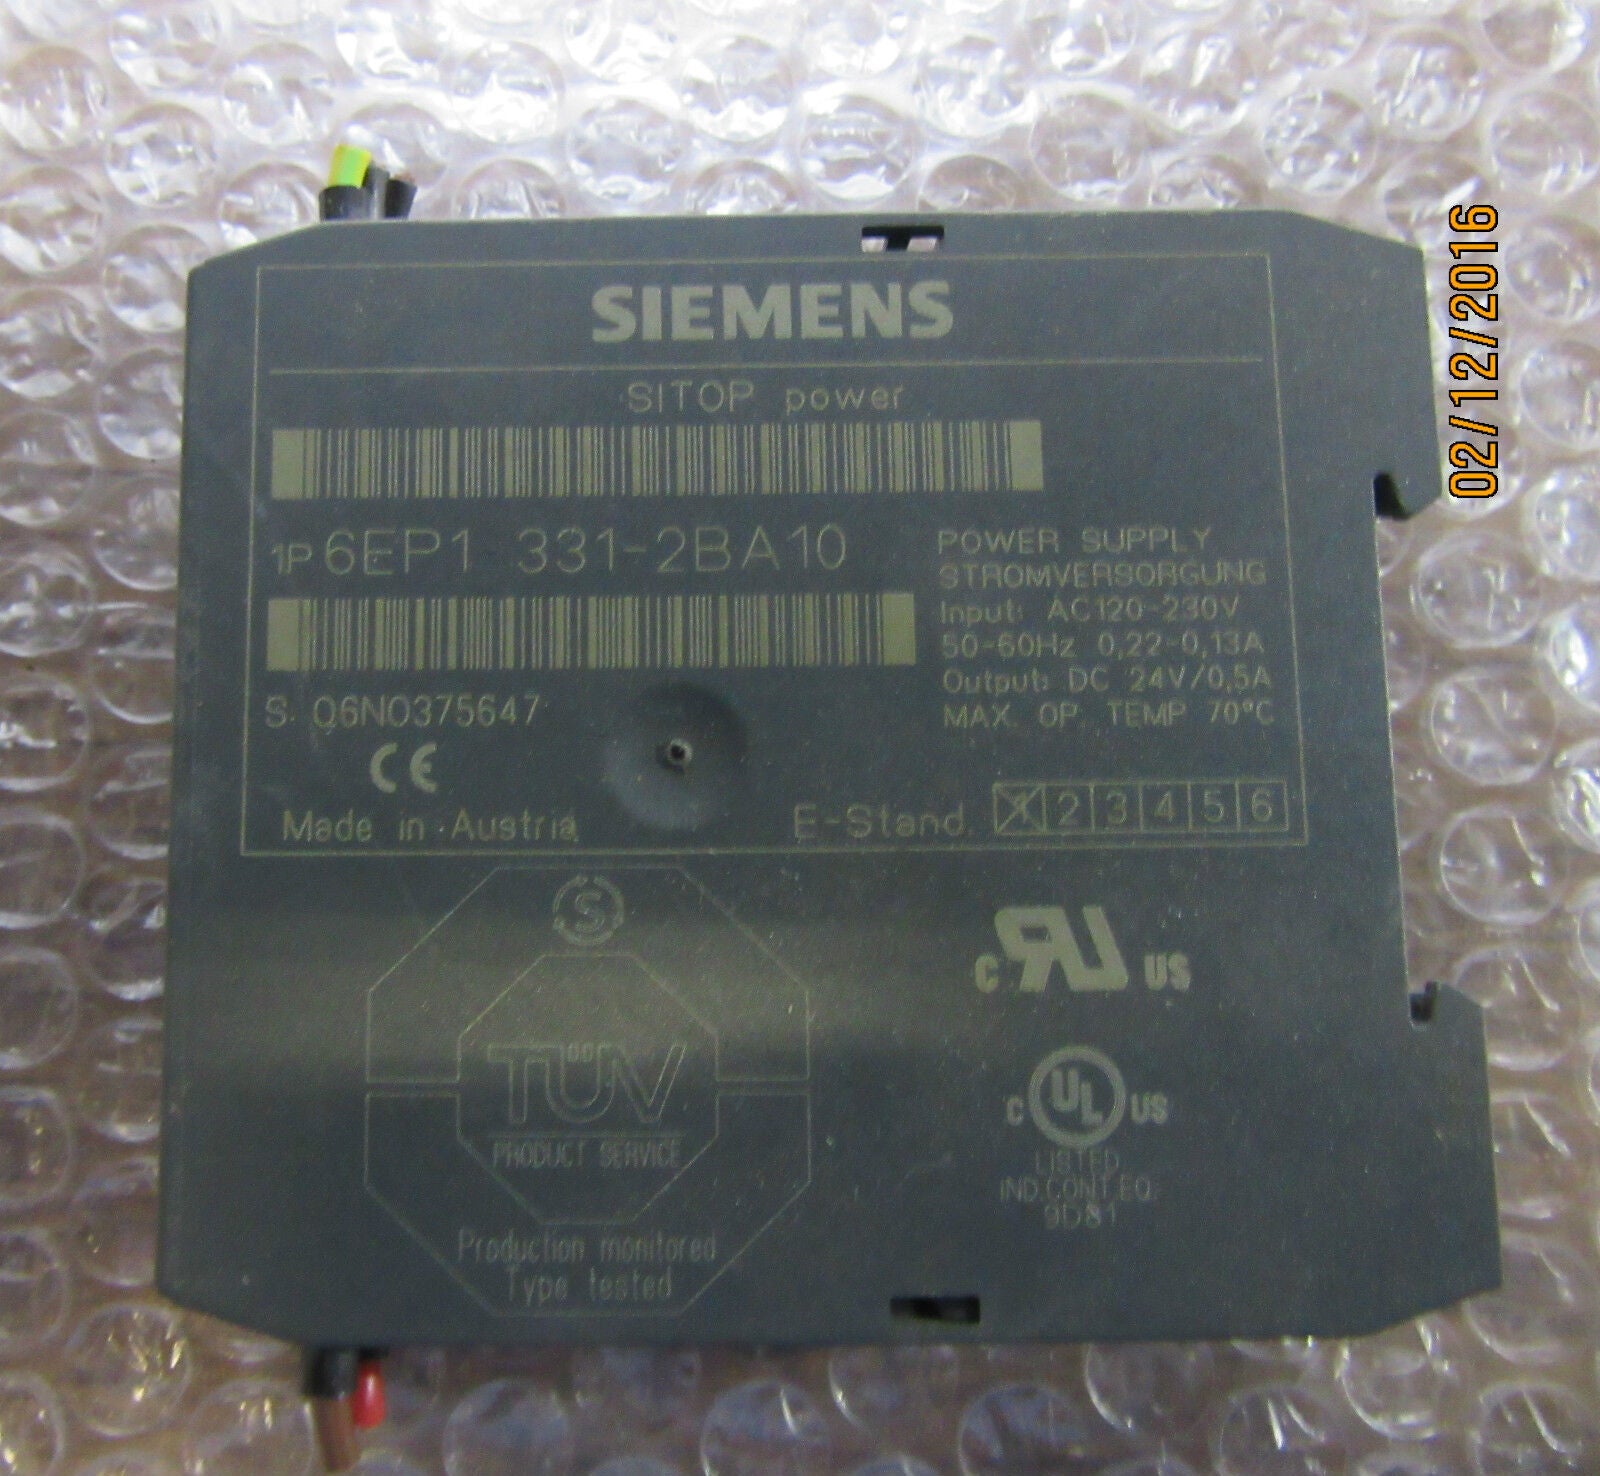 SIEMENS
SITOP power
1P 6EP1 331-2BA10
S Q6N0375647
POWER SUPPLY
STROMVERSORGUNG
Input: AC120-230V
50-60Hz 0,22-0,13A
Output: DC 24V/0,5A
MAX. OP. TEMP 70°C
CE
Made in Austria
E-Stand. 1 2 3 4 5 6
S
TÜV
PRODUCT SERVICE
Production monitored
Type tested
C RU US
C UL US
LISTED
IND.CONT.EQ.
9D81
02/12/2016